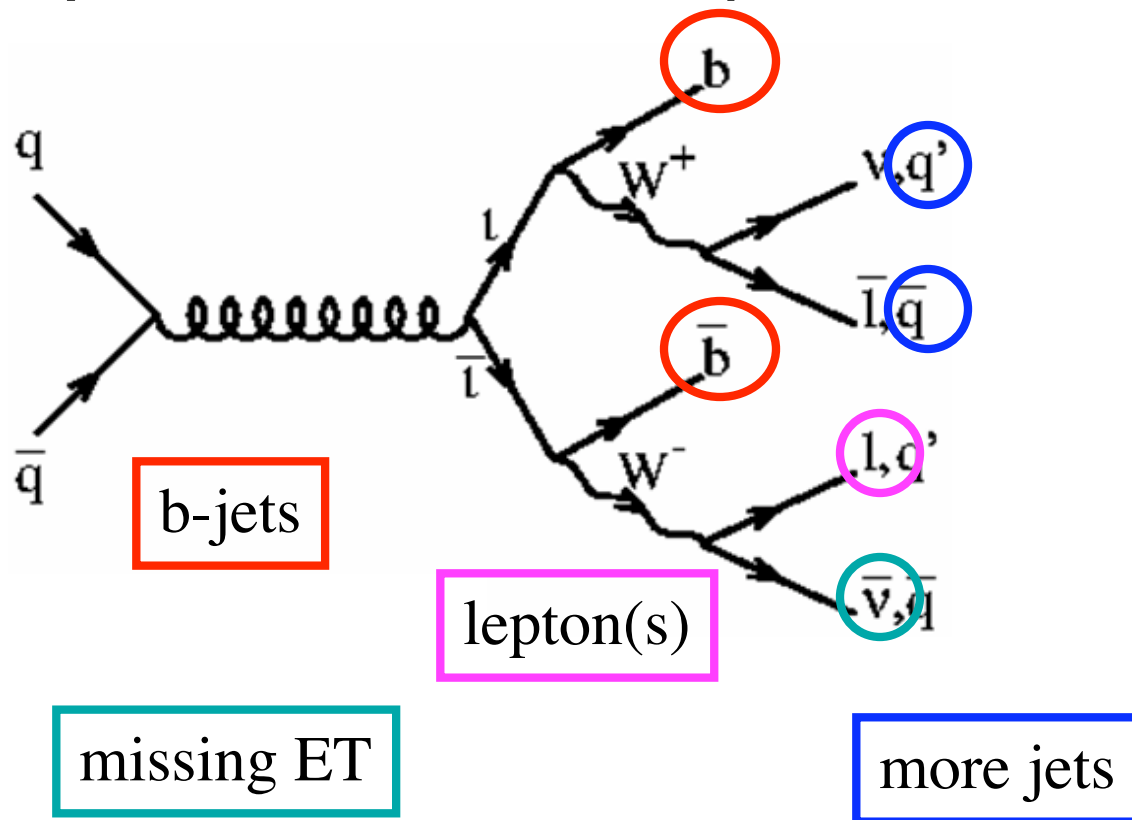 b
q
ν,q’
W⁺
t
l̅,q̅
b̅
t̅
l,q’
q̅
W⁻
b-jets
ν̅,q̅
lepton(s)
missing ET
more jets